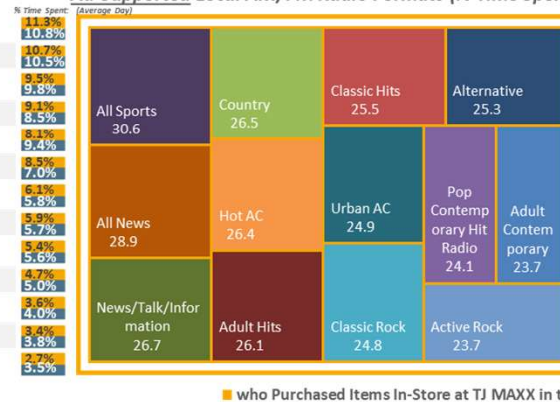 % Time Spent: (Average Day)
11.3%
10.8%
10.7%
10.5%
9.5%
9.8%
9.1%
8.5%
8.1%
9.4%
8.5%
7.0%
6.1%
5.8%
5.9%
5.7%
5.4%
5.6%
4.7%
5.0%
3.6%
4.0%
3.4%
3.8%
2.7%
3.5%
All Sports
30.6
Country
26.5
Classic Hits
25.5
Alternative
25.3
All News
28.9
Hot AC
26.4
Urban AC
24.9
Pop
Contemp
orary Hit
Radio
24.1
Adult
Contem
porary
23.7
News/Talk/Infor
mation
26.7
Adult Hits
26.1
Classic Rock
24.8
Active Rock
23.7
who Purchased Items In-Store at TJ MAXX in